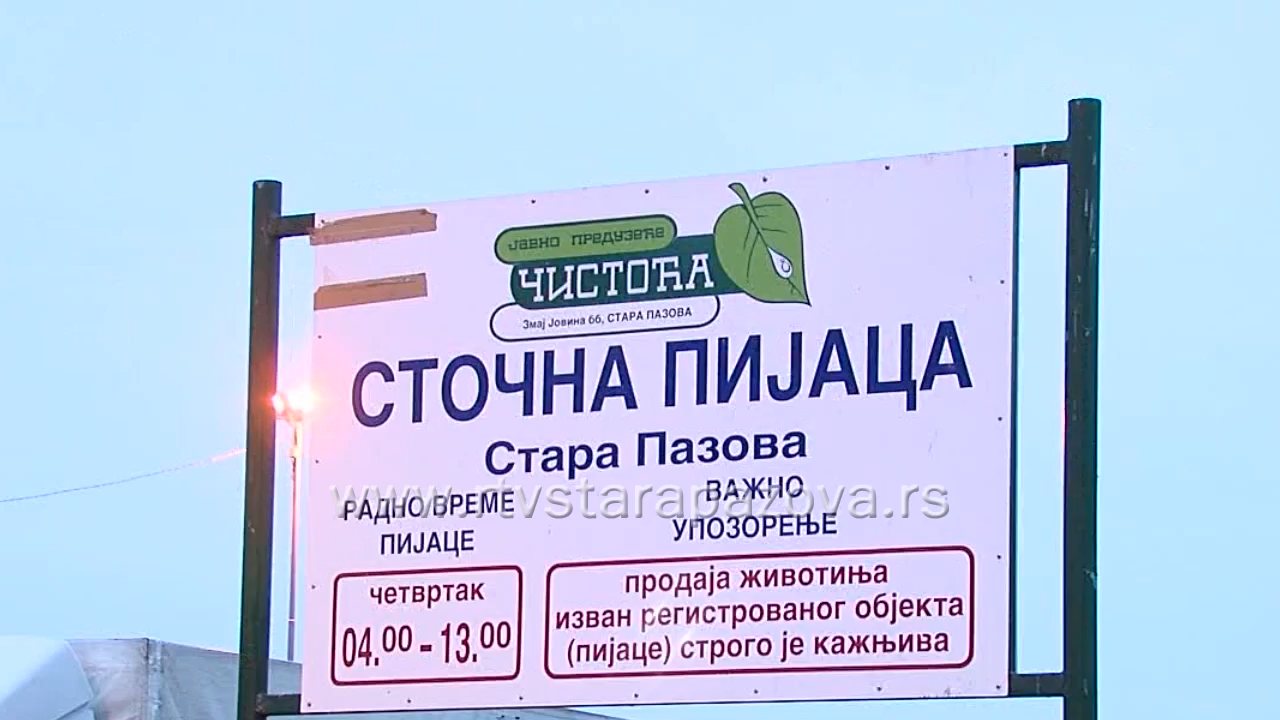 ЈАВНО ПРЕДУЗЕЋЕ
ЧИСТОЋА
Змај Јовина 66, СТАРА ПАЗОВА
СТОЧНА ПИЈАЦА
Стара Пазова
РАДНО ВРЕМЕ
ПИЈАЦЕ
четвртак
04.00 - 13.00
ВАЖНО
УПОЗОРЕЊЕ
продаја животиња
изван регистрованог објекта
(пијаце) строго је кажњива
www.rtvstarapazova.rs